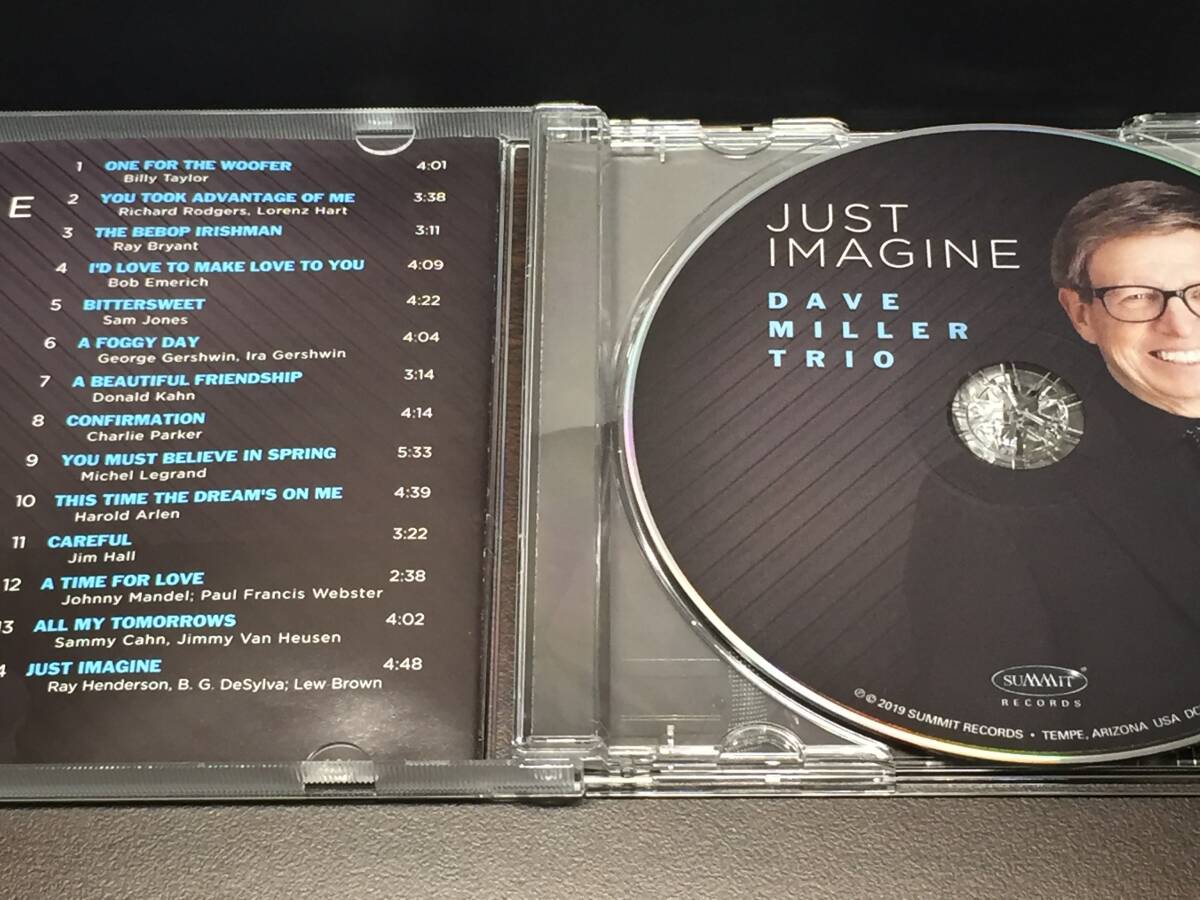 E
1 ONE FOR THE WOOFER 4:01
Billy Taylor
2 YOU TOOK ADVANTAGE OF ME 3:38
Richard Rodgers, Lorenz Hart
3 THE BEBOP IRISHMAN 3:11
Ray Bryant
4 I'D LOVE TO MAKE LOVE TO YOU 4:09
Bob Emerich
5 BITTERSWEET 4:22
Sam Jones
6 A FOGGY DAY 4:04
George Gershwin, Ira Gershwin
7 A BEAUTIFUL FRIENDSHIP 3:14
Donald Kahn
8 CONFIRMATION 4:14
Charlie Parker
9 YOU MUST BELIEVE IN SPRING 5:33
Michel Legrand
10 THIS TIME THE DREAM'S ON ME 4:39
Harold Arlen
11 CAREFUL 3:22
Jim Hall
12 A TIME FOR LOVE 2:38
Johnny Mandel; Paul Francis Webster
13 ALL MY TOMORROWS 4:02
Sammy Cahn, Jimmy Van Heusen
4 JUST IMAGINE 4:48
Ray Henderson, B. G. DeSylva; Lew Brown
JUST
IMAGINE
DAVE
MILLER
TRIO
SUMMIT
RECORDS
℗© 2019 SUMMIT RECORDS • TEMPE, ARIZONA USA DC